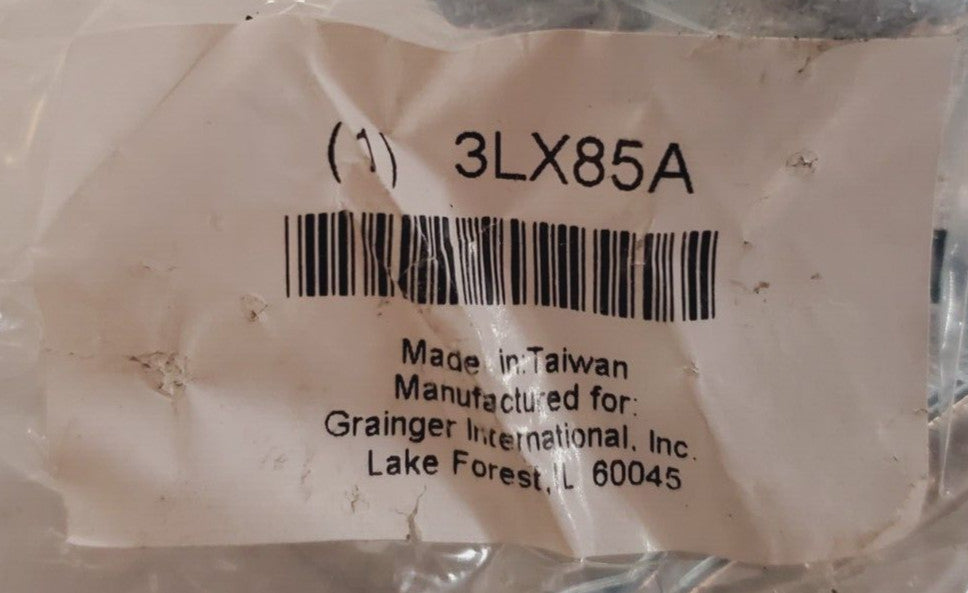 (1) 3LX85A
Made in:Taiwan
Manufactured for:
Grainger International, Inc.
Lake Forest, IL 60045